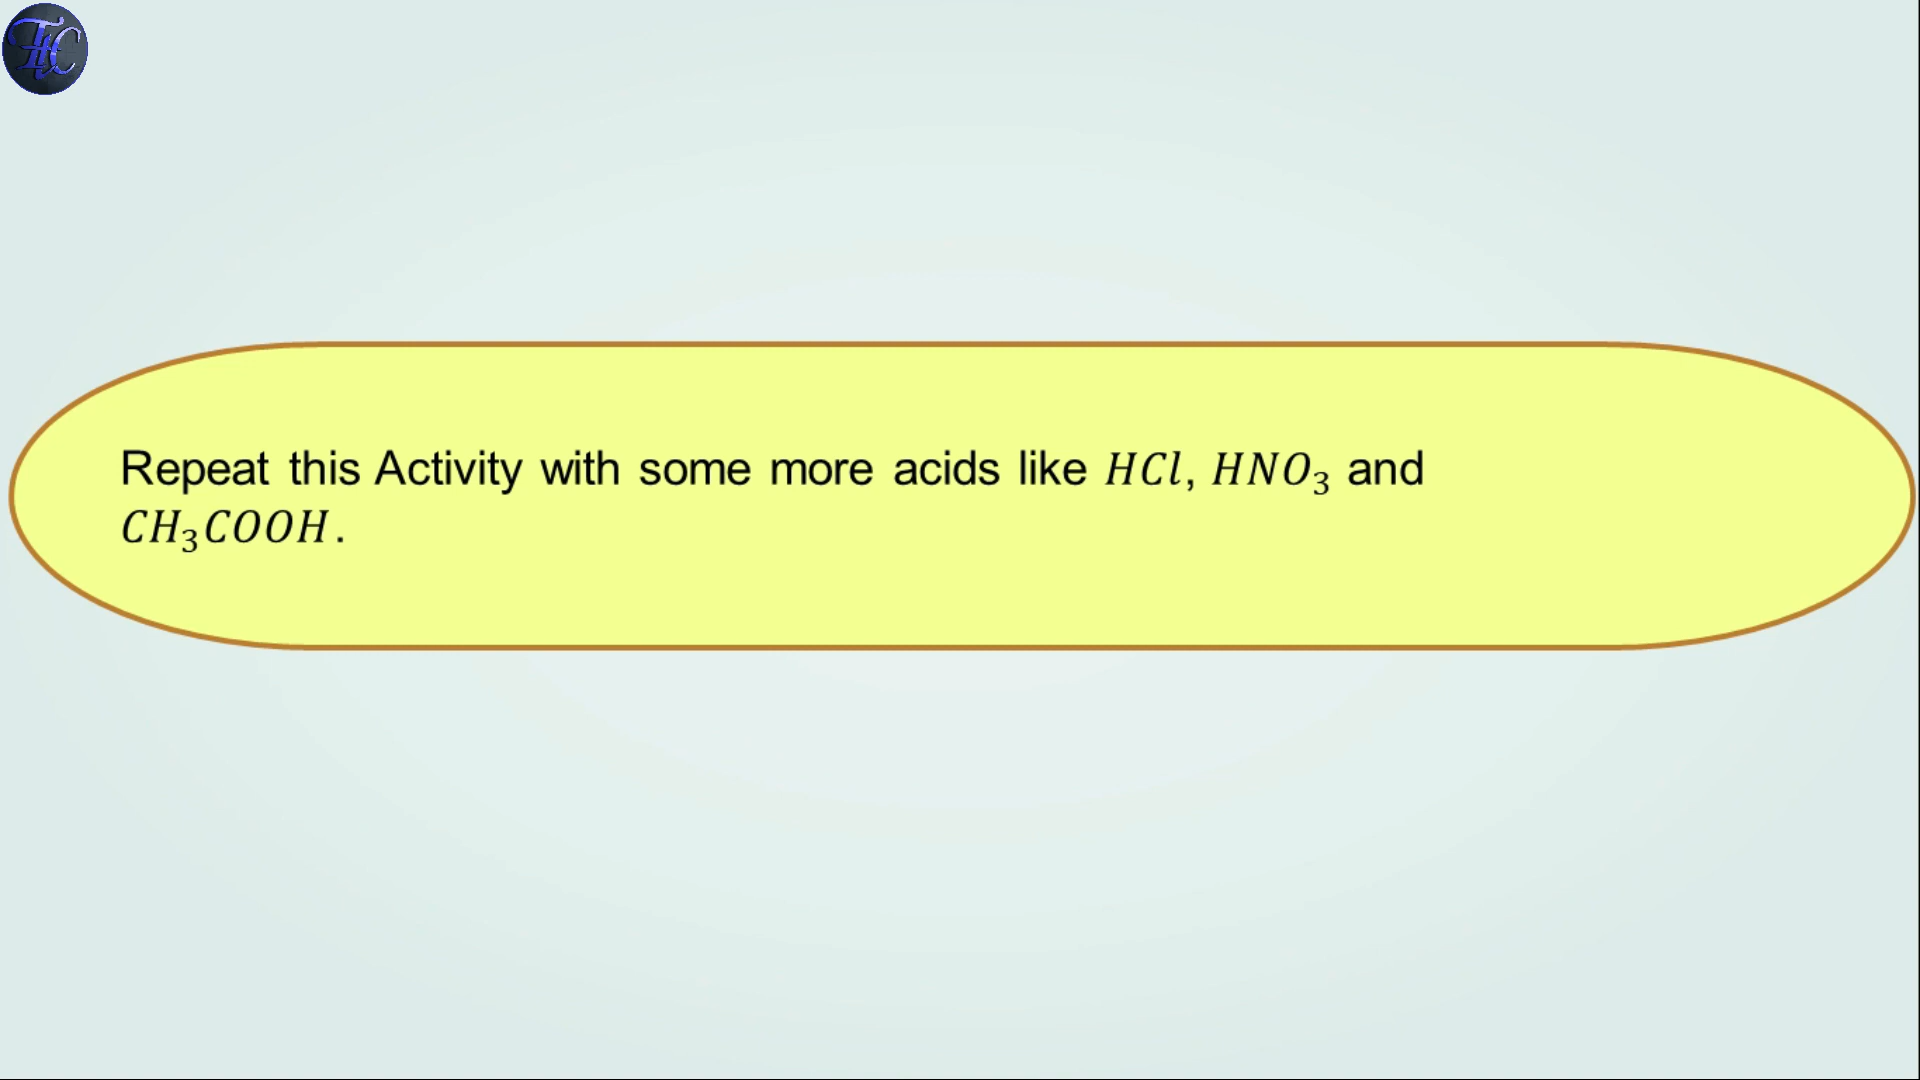 Repeat this Activity with some more acids like HCl, HNO₃ and
CH₃COOH.